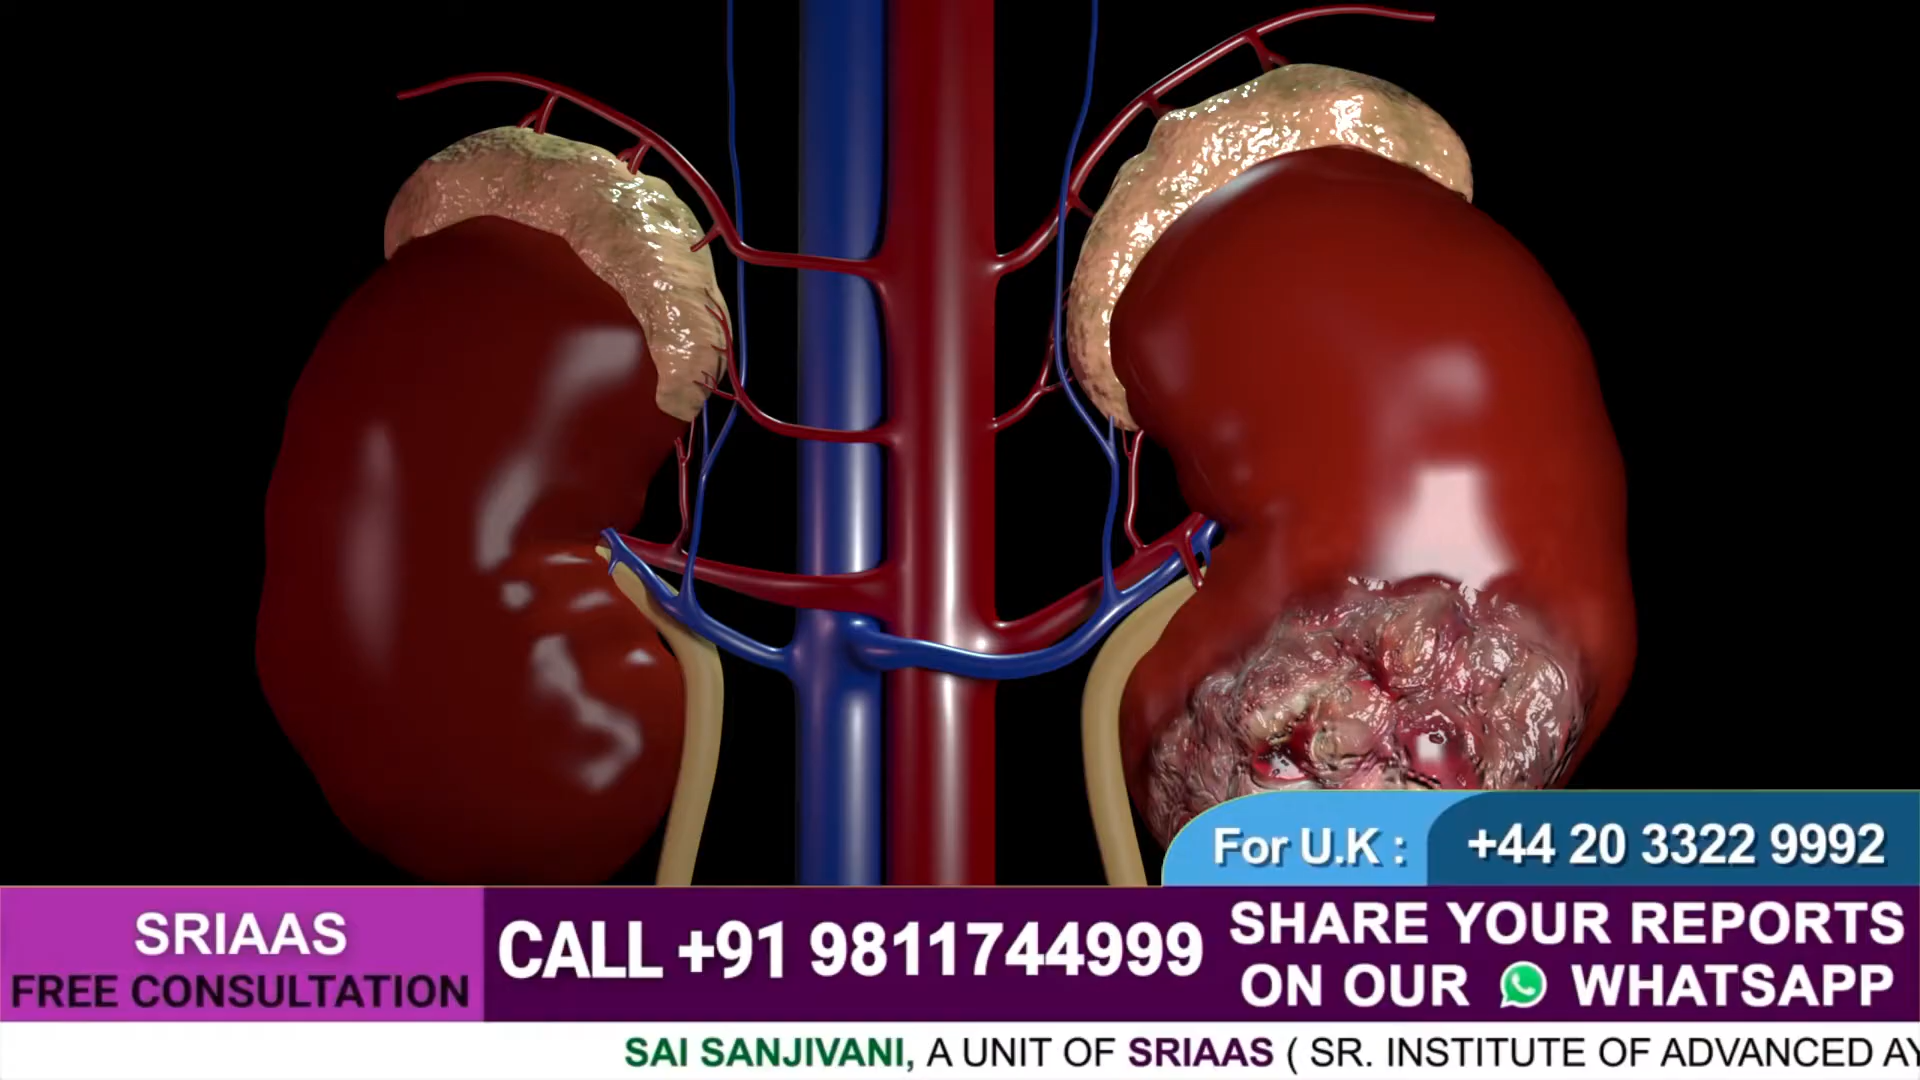 For U.K :
+44 20 3322 9992
SRIAAS
FREE CONSULTATION
CALL +91 9811744999
SHARE YOUR REPORTS
ON OUR WHATSAPP
SAI SANJIVANI, A UNIT OF SRIAAS ( SR. INSTITUTE OF ADVANCED